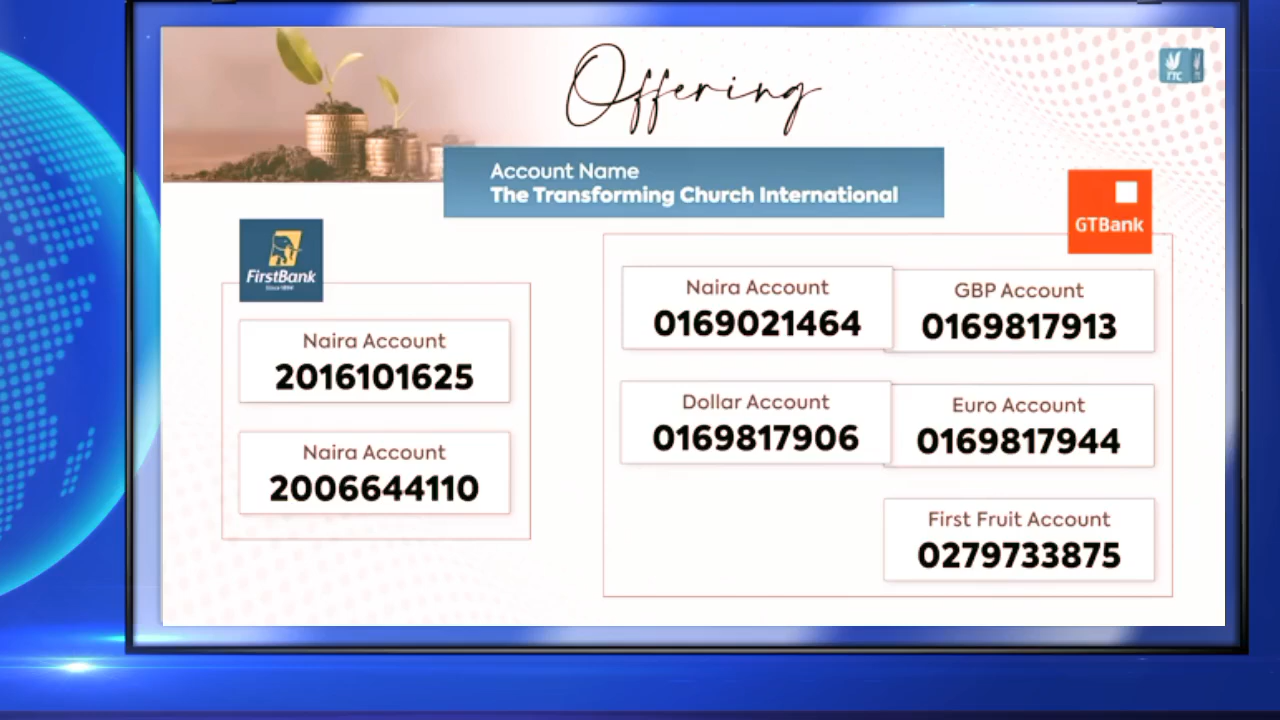 Offering
TTC
Account Name
The Transforming Church International
FirstBank
Since 1894
Naira Account
2016101625
Naira Account
2006644110
GTBank
Naira Account
0169021464
GBP Account
0169817913
Dollar Account
0169817906
Euro Account
0169817944
First Fruit Account
0279733875